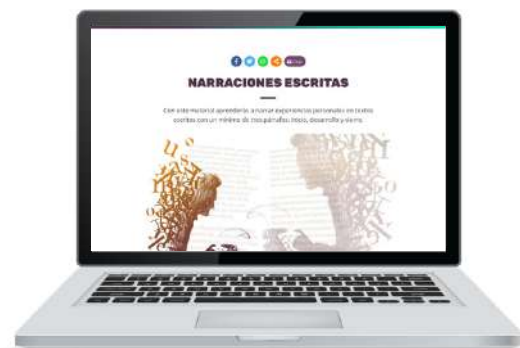 NARRACIONES ESCRITAS
Con este material aprenderás a narrar experiencias personales en textos
escritos con un mínimo de tres párrafos: inicio, desarrollo y cierre.